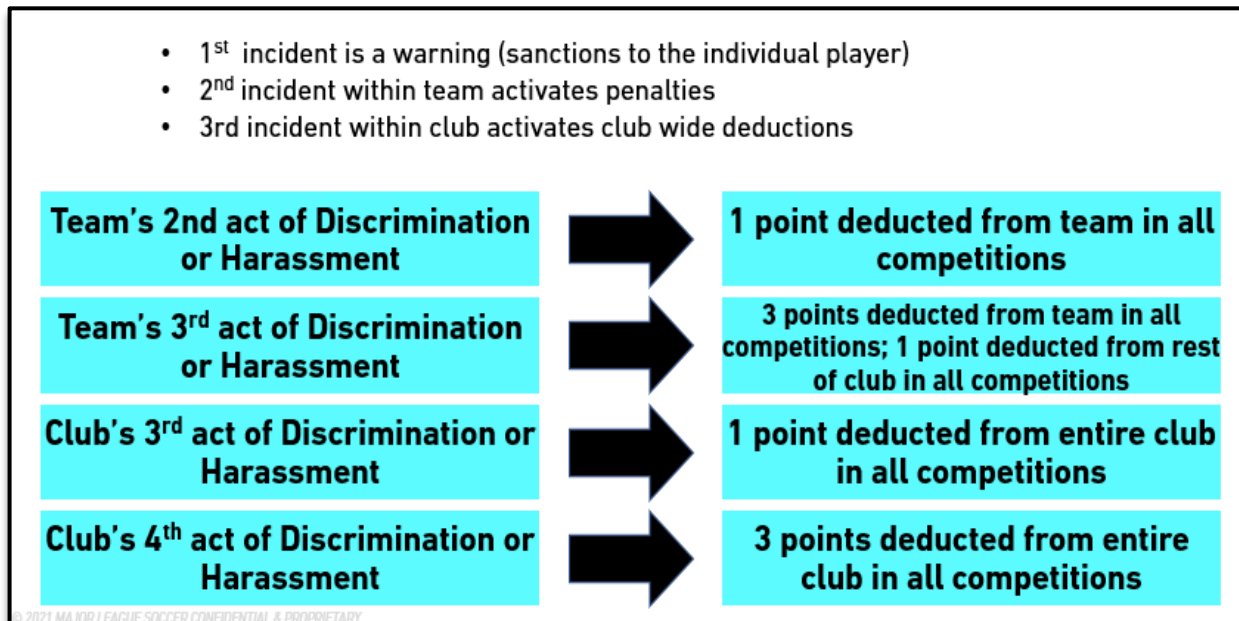 • 1st incident is a warning (sanctions to the individual player)
• 2nd incident within team activates penalties
• 3rd incident within club activates club wide deductions
Team's 2nd act of Discrimination
or Harassment
1 point deducted from team in all
competitions
Team's 3rd act of Discrimination
or Harassment
3 points deducted from team in all
competitions; 1 point deducted from rest
of club in all competitions
Club's 3rd act of Discrimination or
Harassment
1 point deducted from entire club
in all competitions
Club's 4th act of Discrimination or
Harassment
3 points deducted from entire
club in all competitions
© 2021 MAJOR LEAGUE SOCCER CONFIDENTIAL & PROPRIETARY